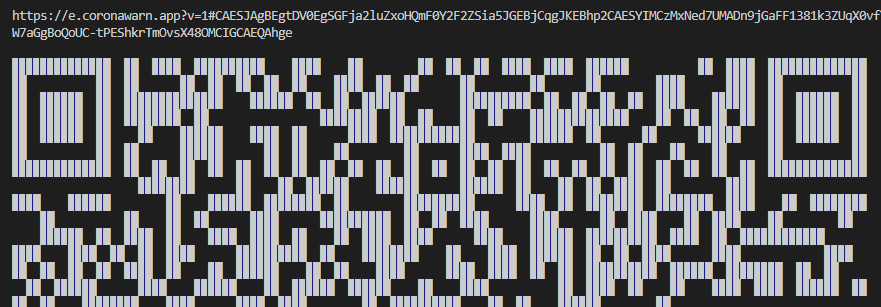 https://e.coronawarn.app?v=1#CAESJAgBEgtDV0EgSGFja2luZxoHQmF0Y2F2ZSia5JGEBjCqgJKEBhp2CAESYIMCzMxNed7UMADn9jGaFF1381k3ZUqX0vf
W7aGgBoQoUC-tPEShkrTmOvsX48OMCIGCAEQAhge